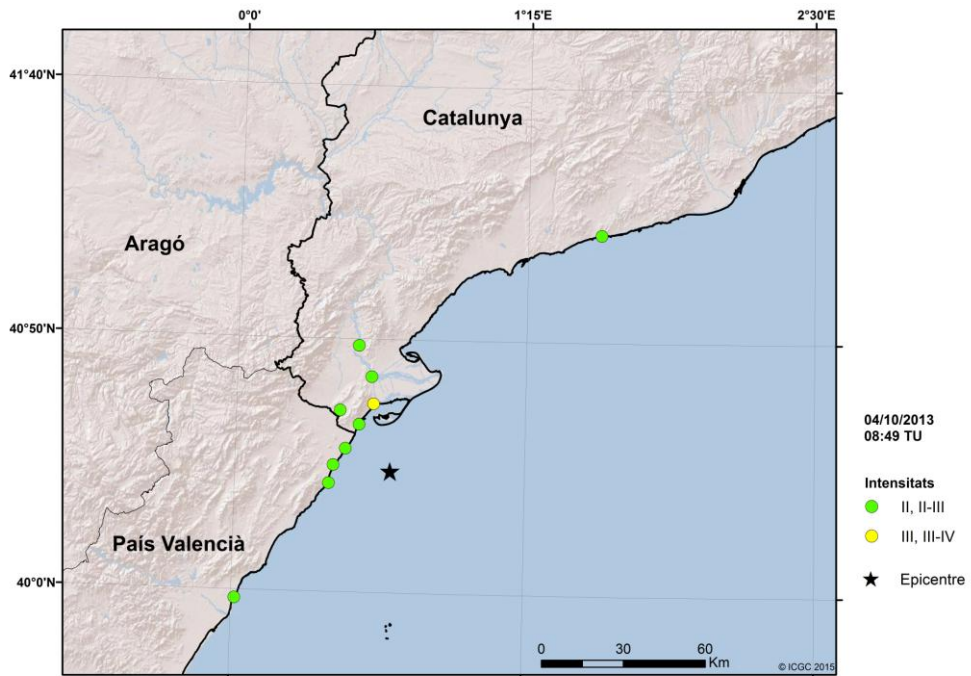 0°0' 1°15'E 2°30'E
41°40'
Catalunya
Aragó
40°50'N
04/10/2013
08:49 TU
Intensitats
II, II-III
País Valencià
III, III-IV
40°0'N
Epicentre
0 30 60
Km
© ICGC 2015